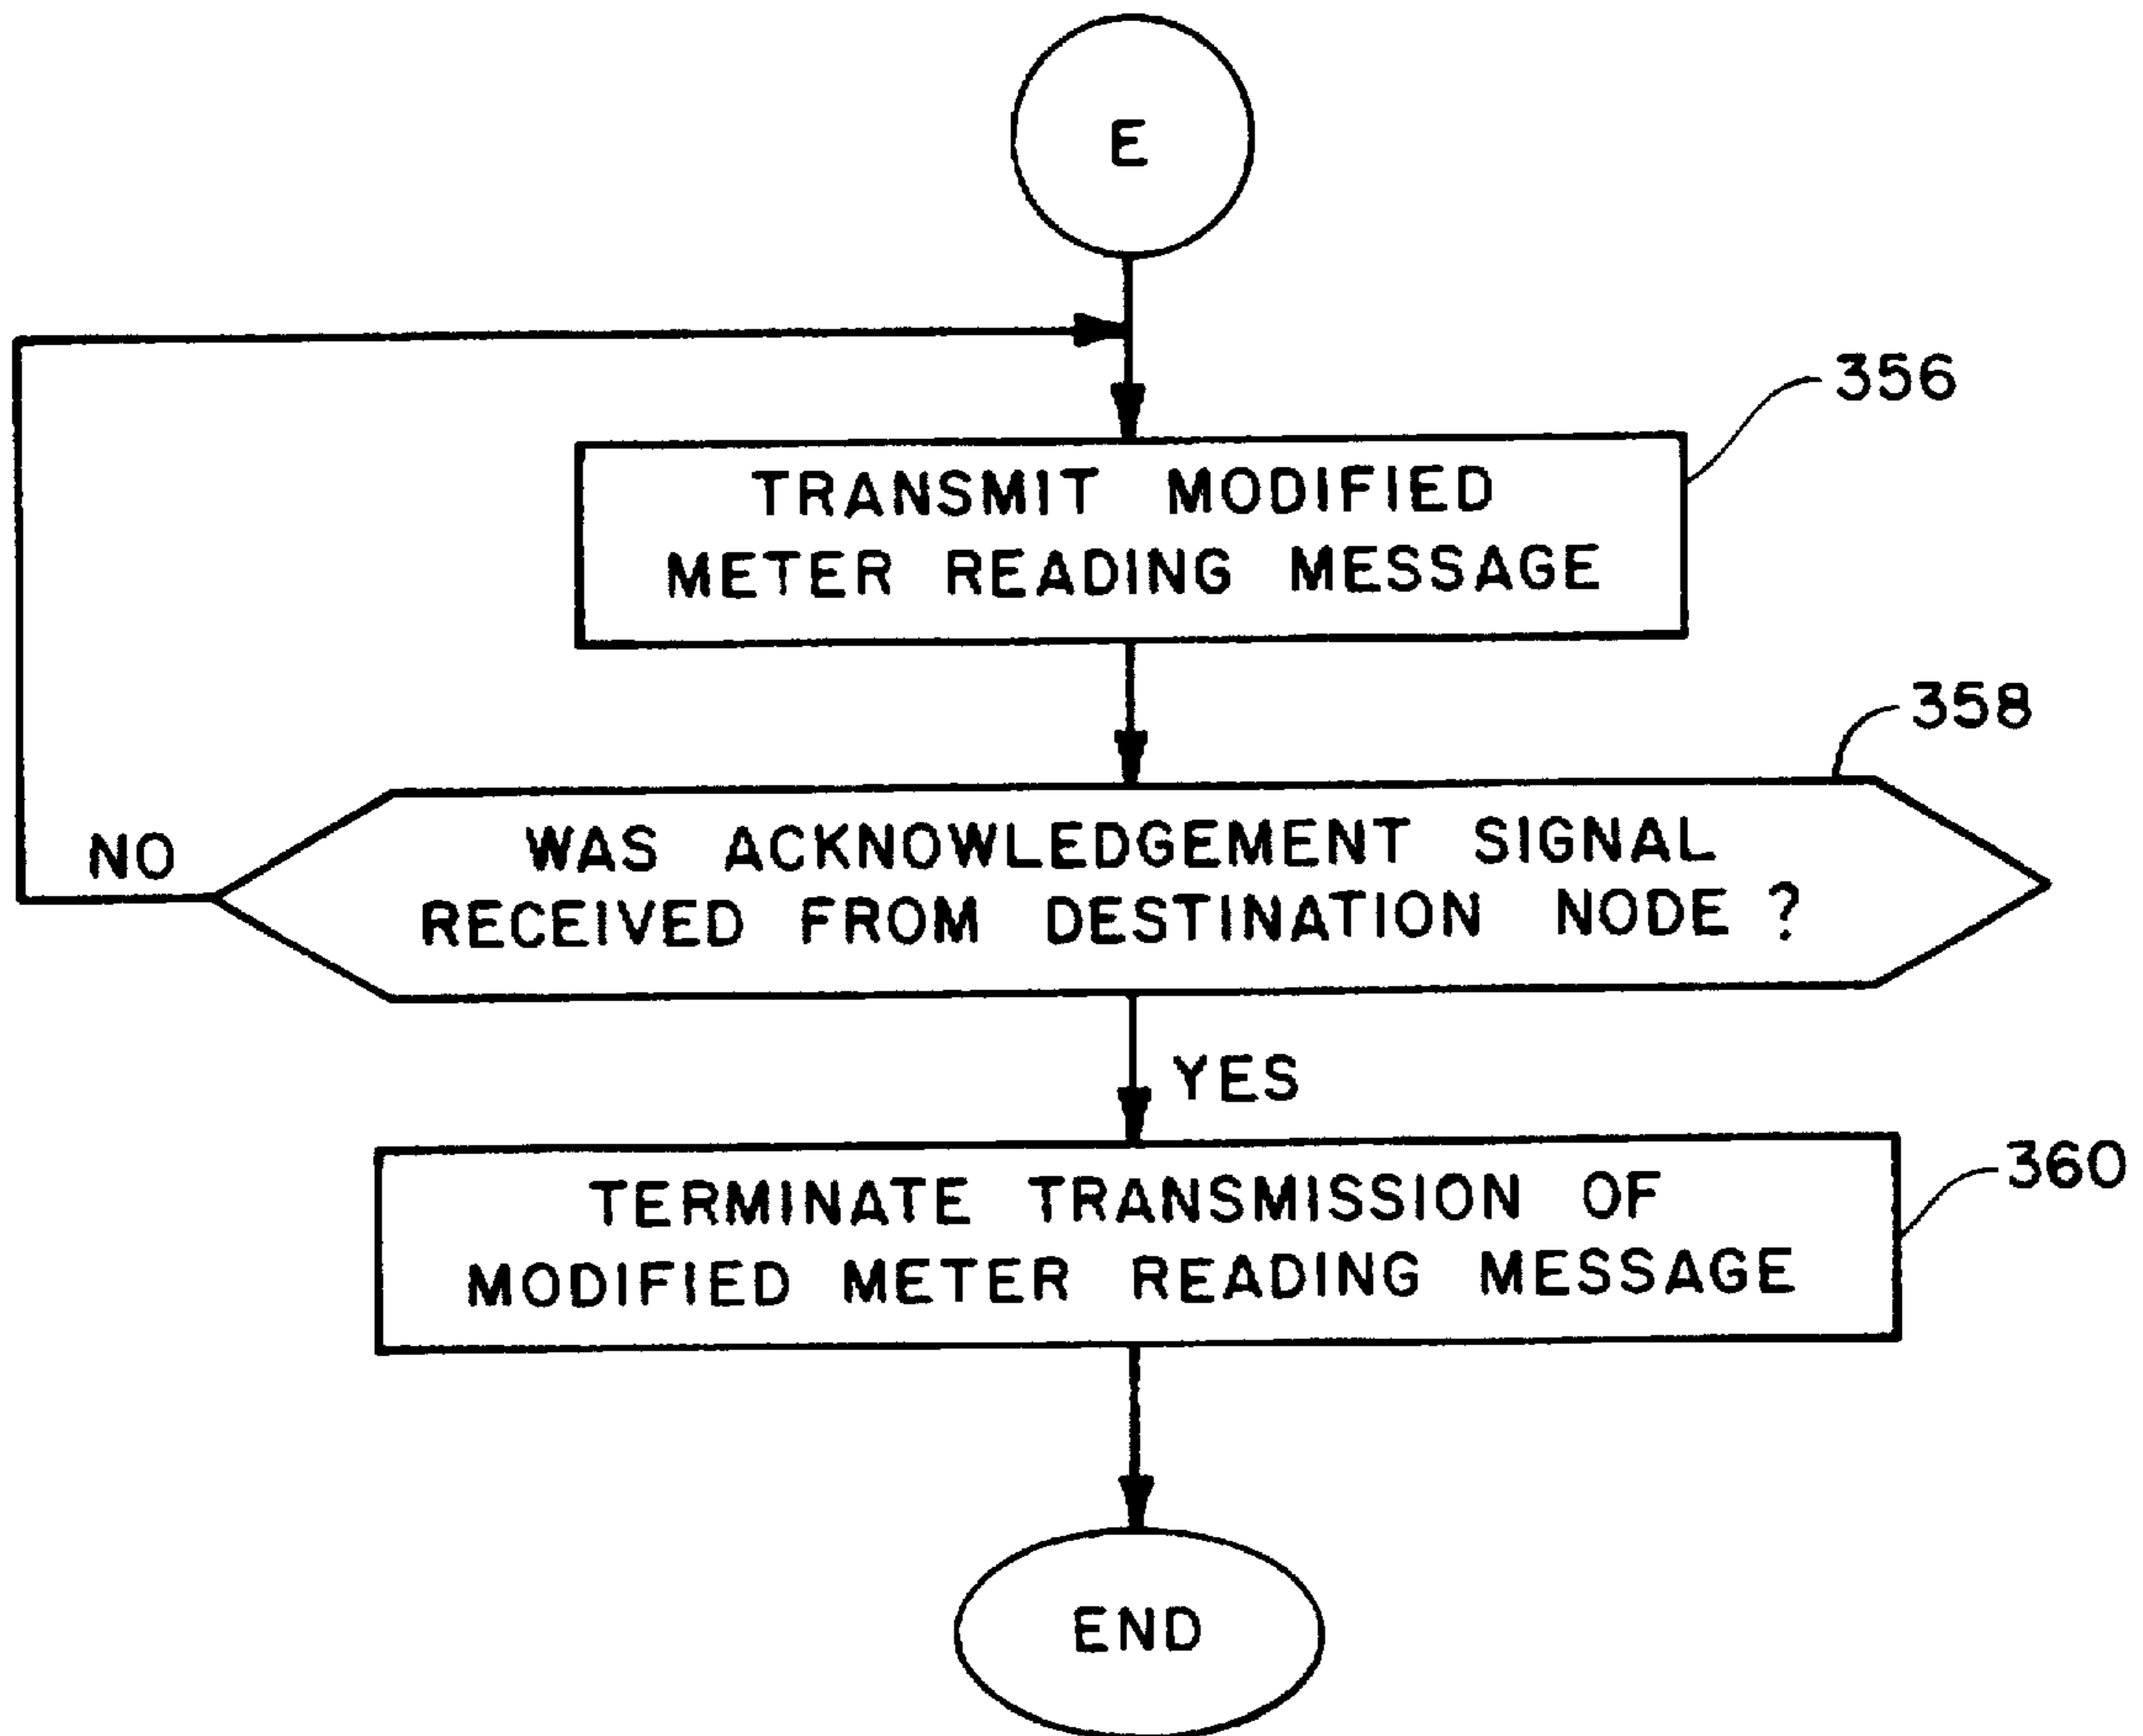 E
356
TRANSMIT MODIFIED
METER READING MESSAGE
358
NO
WAS ACKNOWLEDGEMENT SIGNAL
RECEIVED FROM DESTINATION NODE ?
YES
360
TERMINATE TRANSMISSION OF
MODIFIED METER READING MESSAGE
END